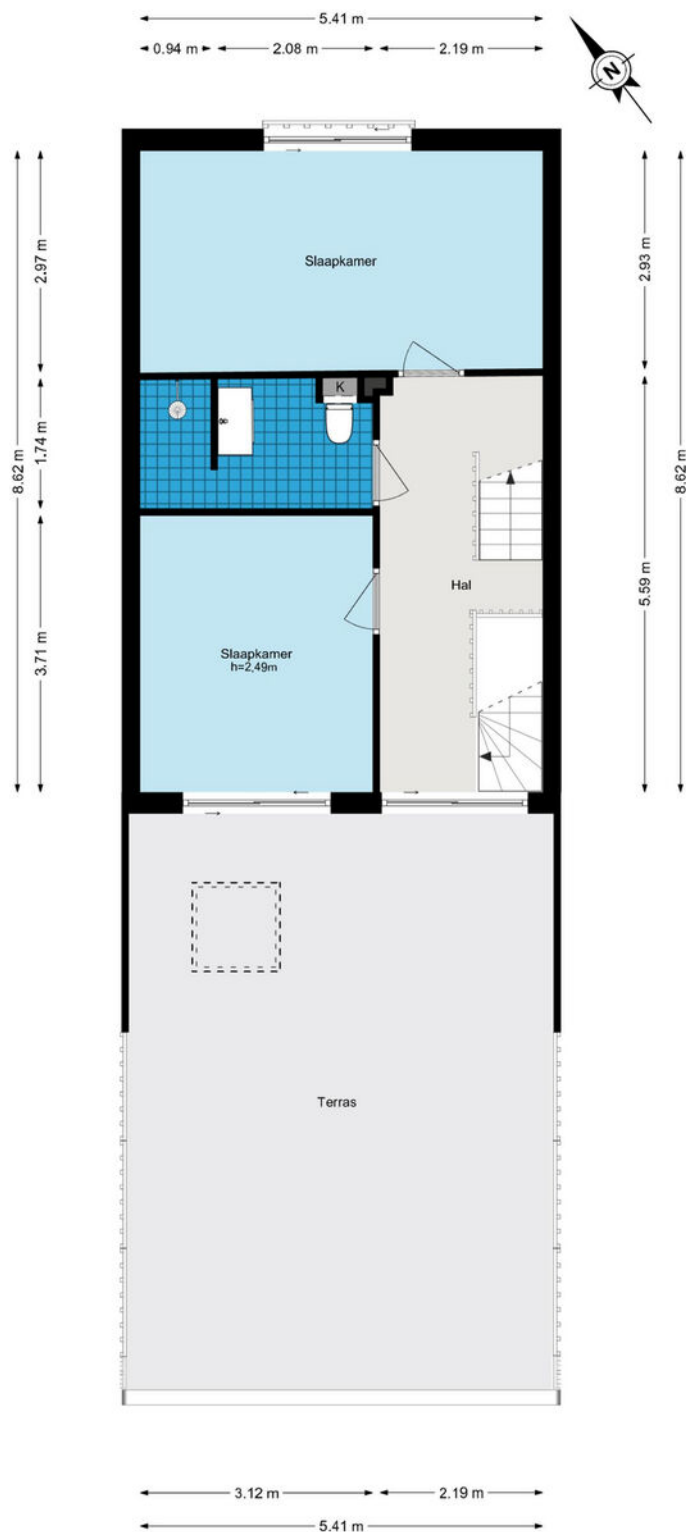 5.41 m
0.94 m
2.08 m
2.19 m
N
8.62 m
2.97 m
1.74 m
3.71 m
Slaapkamer
K
Hal
Slaapkamer
h=2,49m
2.93 m
5.59 m
8.62 m
Terras
3.12 m
2.19 m
5.41 m